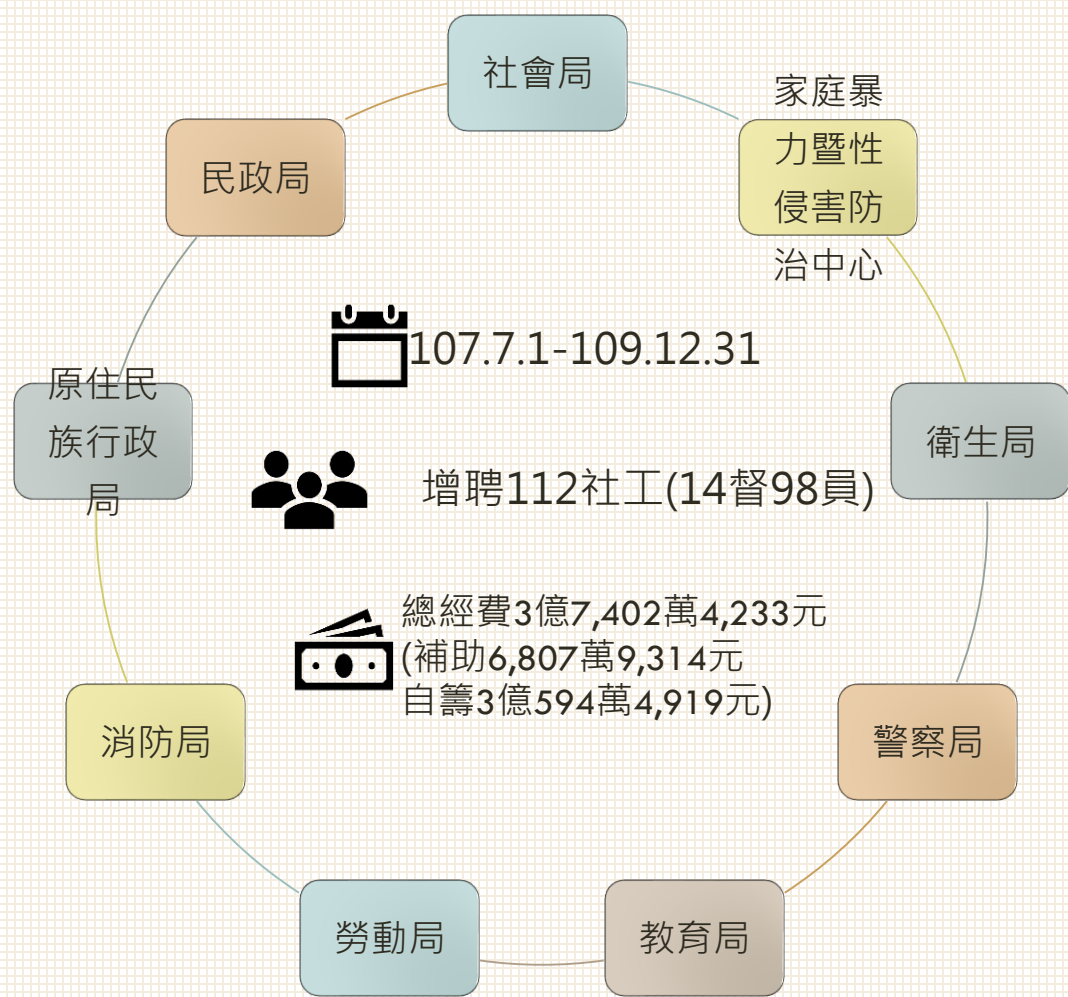 社會局
家庭暴
力暨性
侵害防
治中心
民政局
107.7.1-109.12.31
原住民
族行政
局
衛生局
增聘112社工(14督98員)
總經費3億7,402萬4,233元
(補助6,807萬9,314元
自籌3億594萬4,919元)
消防局
警察局
勞動局
教育局